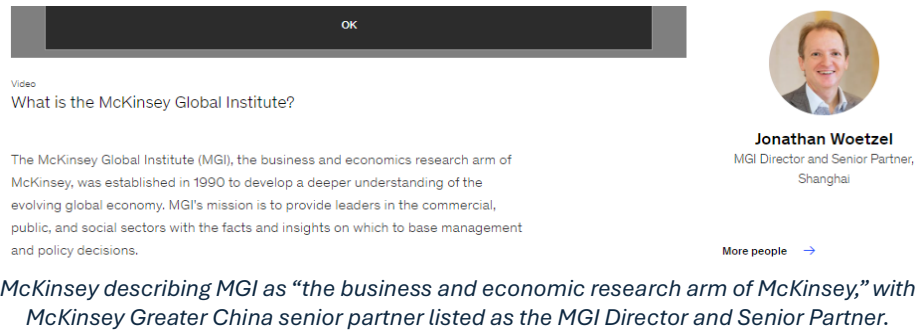 OK
Video
What is the McKinsey Global Institute?
The McKinsey Global Institute (MGI), the business and economics research arm of
McKinsey, was established in 1990 to develop a deeper understanding of the
evolving global economy. MGI's mission is to provide leaders in the commercial,
public, and social sectors with the facts and insights on which to base management
and policy decisions.
Jonathan Woetzel
MGI Director and Senior Partner,
Shanghai
More people →
McKinsey describing MGI as “the business and economic research arm of McKinsey,” with
McKinsey Greater China senior partner listed as the MGI Director and Senior Partner.